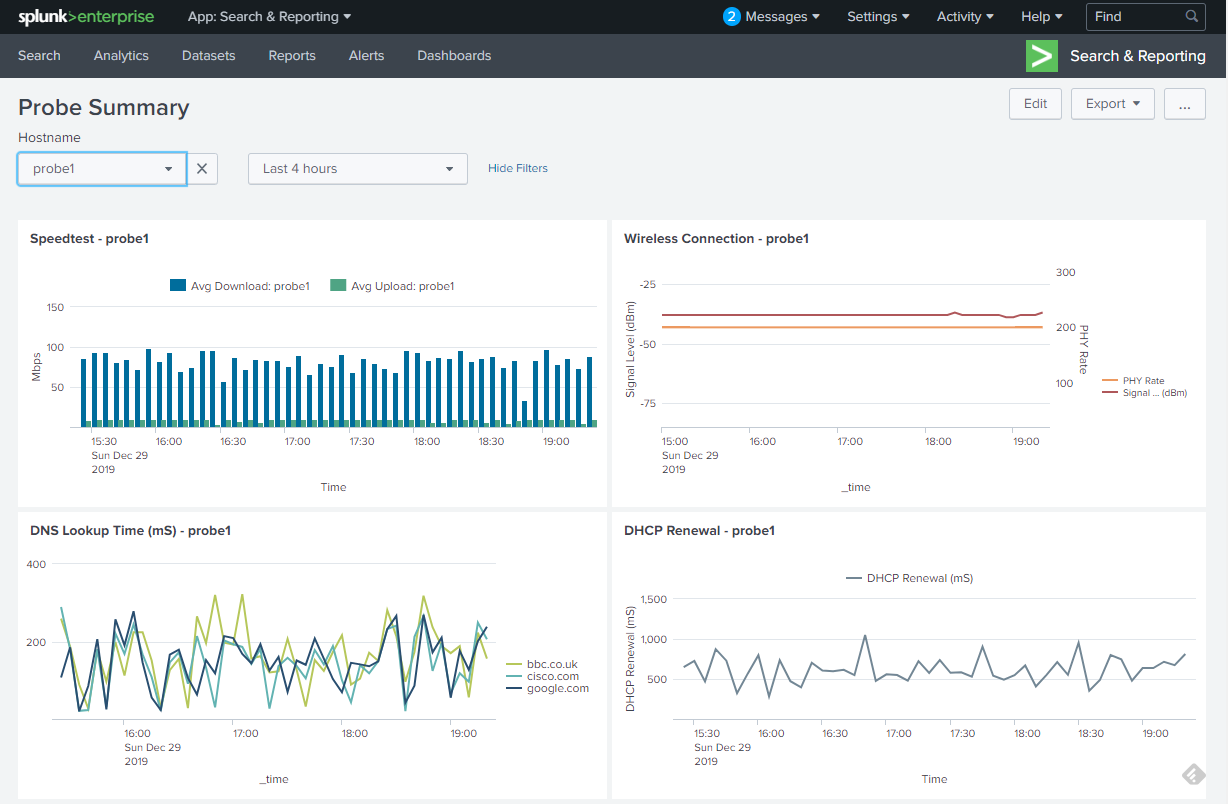 splunk>enterprise App: Search & Reporting ▾ 2 Messages ▾ Settings ▾ Activity ▾ Help ▾ Find
Search Analytics Datasets Reports Alerts Dashboards Search & Reporting
Probe Summary Edit Export ▾ ...
Hostname
probe1 Last 4 hours Hide Filters
Speedtest - probe1
Avg Download: probe1 Avg Upload: probe1
Mbps
150
100
50
15:30 16:00 16:30 17:00 17:30 18:00 18:30 19:00
Sun Dec 29
2019
Time
Wireless Connection - probe1
Signal Level (dBm)
-25
-50
-75
300
200
100
PHY Rate
PHY Rate
Signal ... (dBm)
15:00 16:00 17:00 18:00 19:00
Sun Dec 29
2019
_time
DNS Lookup Time (mS) - probe1
400
200
bbc.co.uk
cisco.com
google.com
16:00 17:00 18:00 19:00
Sun Dec 29
2019
_time
DHCP Renewal - probe1
DHCP Renewal (mS)
DHCP Renewal (mS)
1,500
1,000
500
15:30 16:00 16:30 17:00 17:30 18:00 18:30 19:00
Sun Dec 29
2019
Time